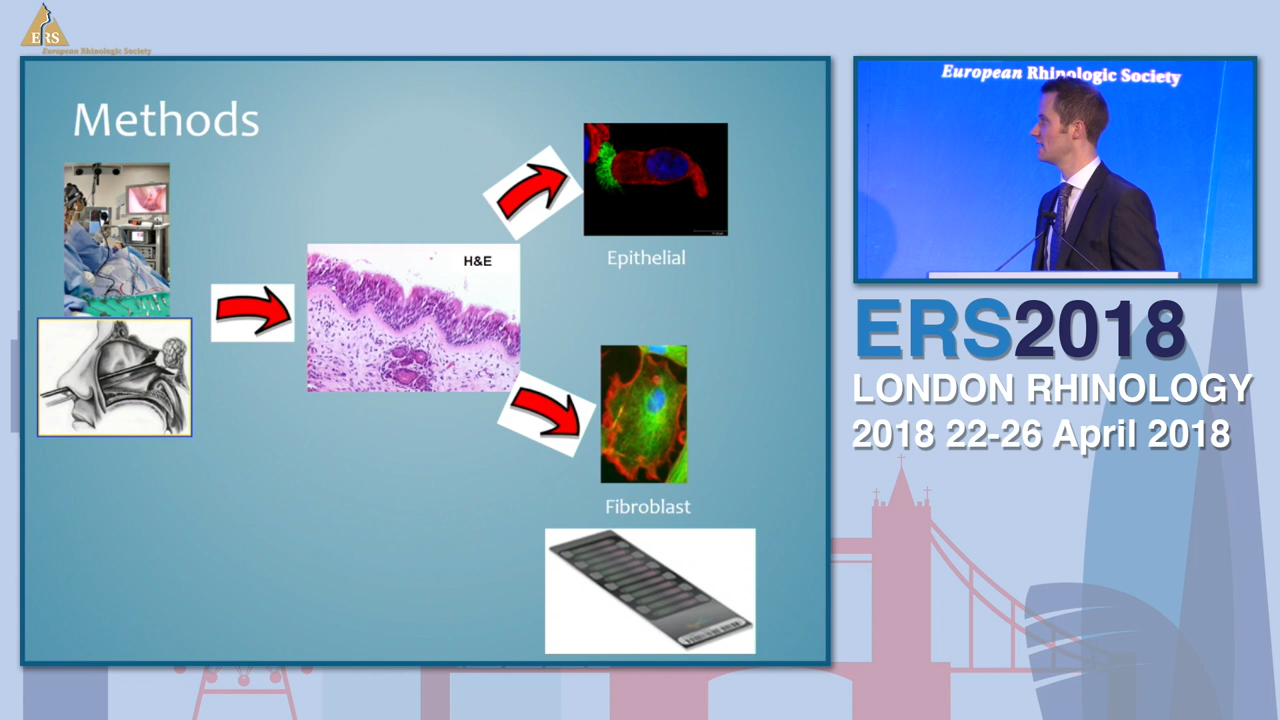 ERS
European Rhinologic Society
Methods
H&E
Epithelial
Fibroblast
European Rhinologic Society
ERS2018
LONDON RHINOLOGY
2018 22-26 April 2018